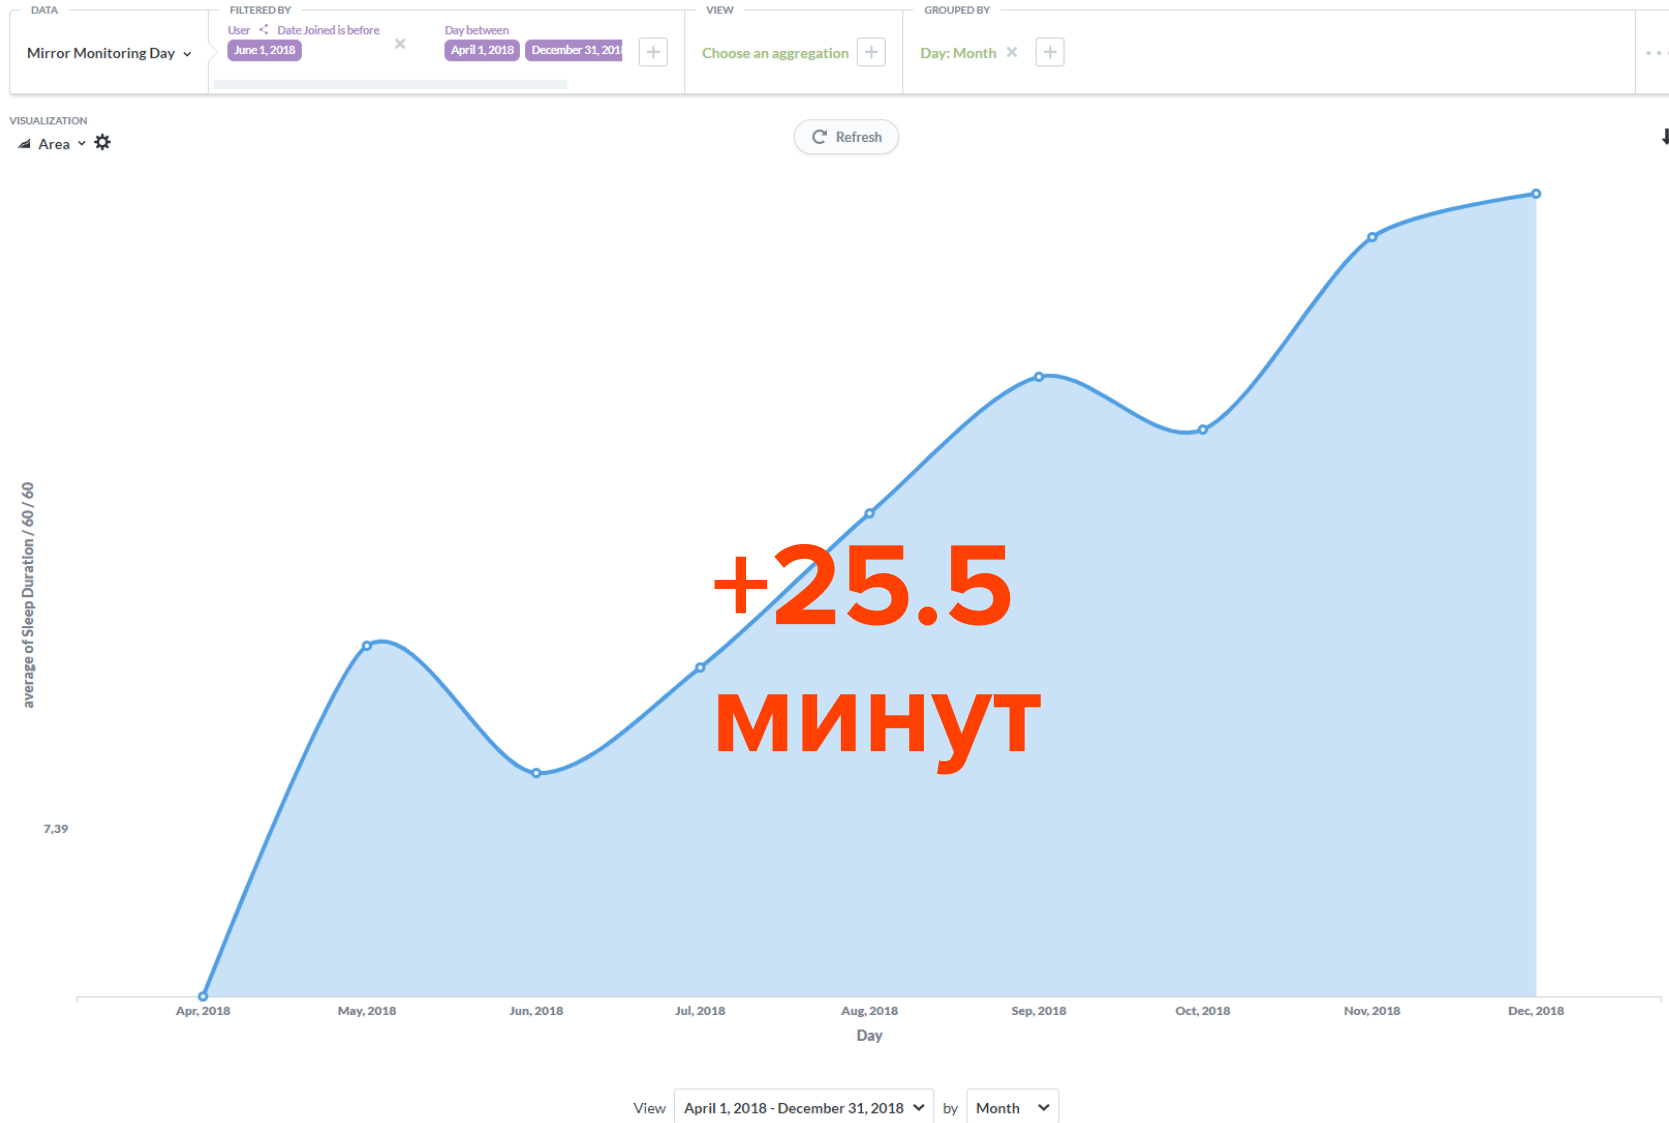 DATA
FILTERED BY
VIEW
GROUPED BY
Mirror Monitoring Day
User Date Joined is before
June 1, 2018
Day between
April 1, 2018 December 31, 201
Choose an aggregation
Day: Month
VISUALIZATION
Area
Refresh
average of Sleep Duration / 60 / 60
+25.5
минут
7,39
Apr, 2018 May, 2018 Jun, 2018 Jul, 2018 Aug, 2018 Sep, 2018 Oct, 2018 Nov, 2018 Dec, 2018
Day
View April 1, 2018 - December 31, 2018 by Month